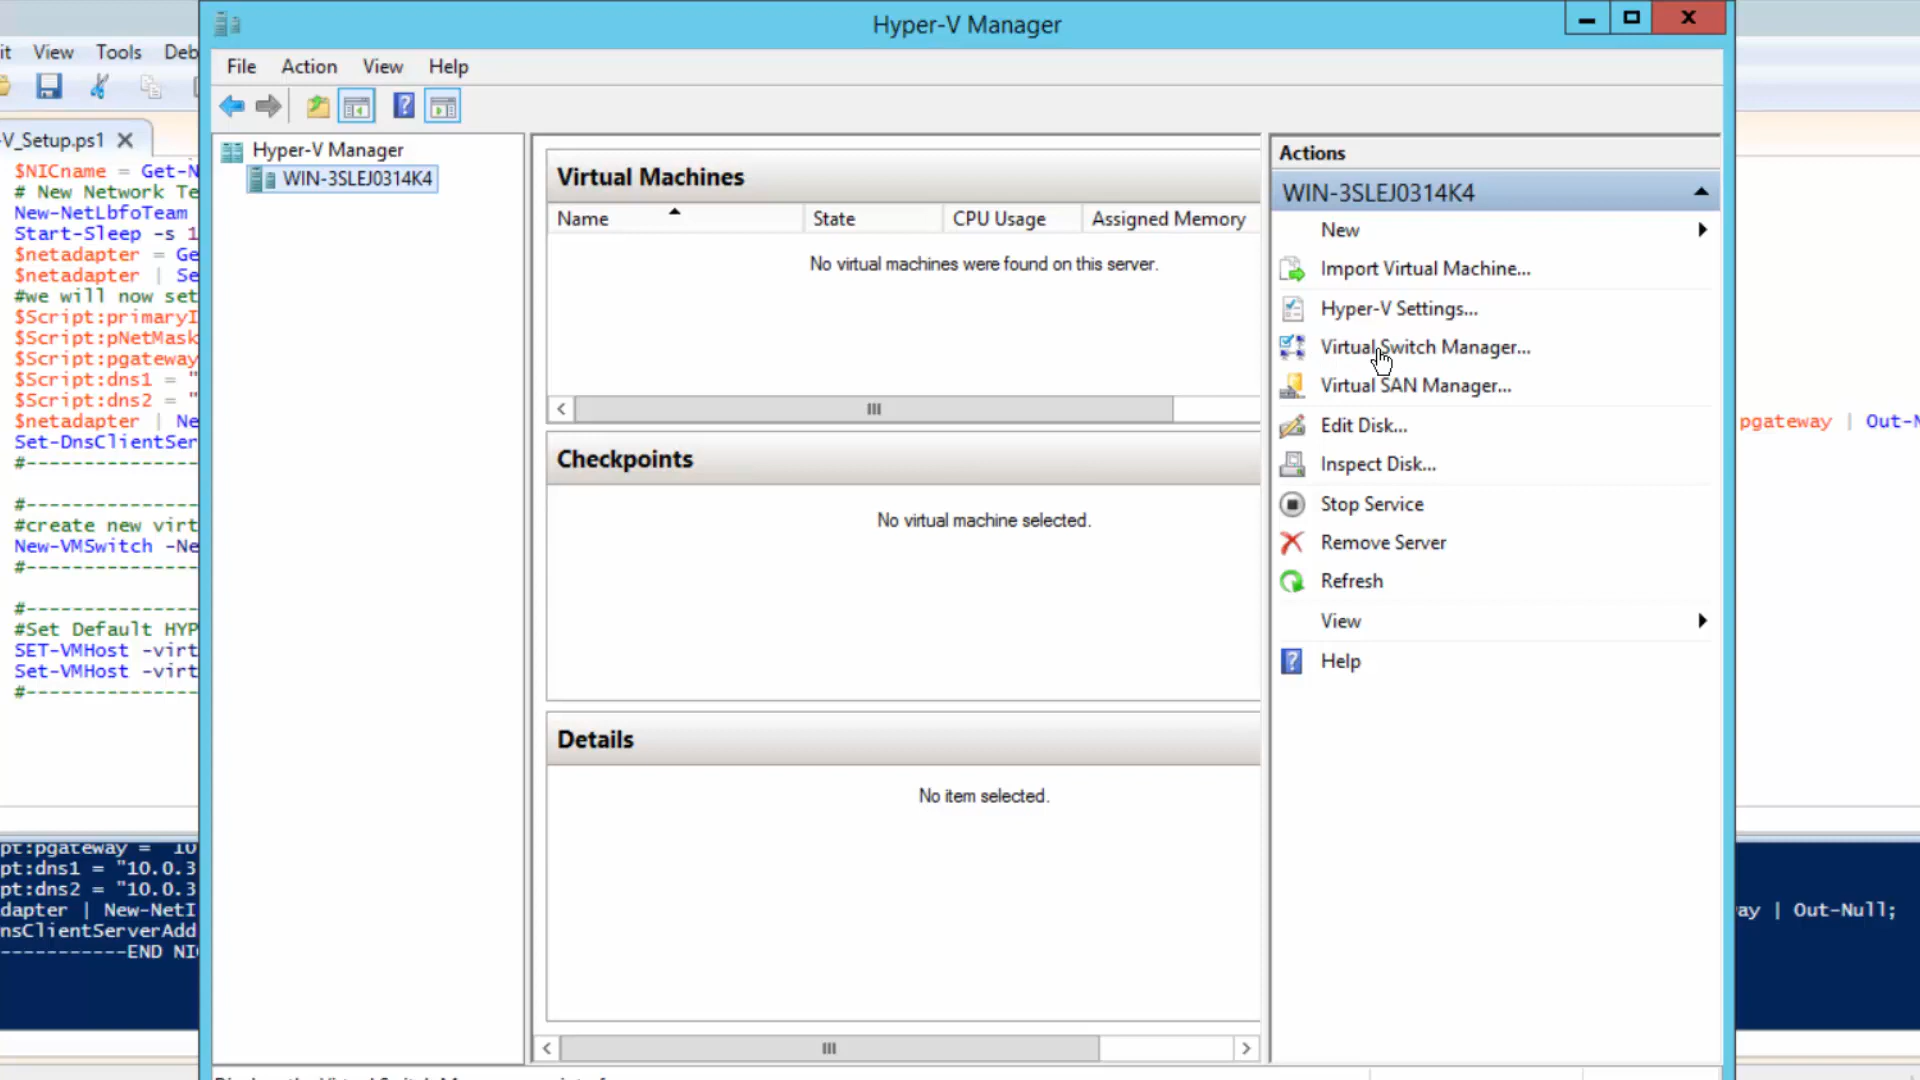 Hyper-V Manager
it View Tools Deb
File Action View Help
-V_Setup.ps1
Hyper-V Manager
WIN-3SLEJ0314K4
Virtual Machines
Name State CPU Usage Assigned Memory
No virtual machines were found on this server.
Checkpoints
No virtual machine selected.
Details
No item selected.
Actions
WIN-3SLEJ0314K4
New
Import Virtual Machine...
Hyper-V Settings...
Virtual Switch Manager...
Virtual SAN Manager...
Edit Disk...
Inspect Disk...
Stop Service
Remove Server
Refresh
View
Help
$NICname = Get-N
# New Network Te
New-NetLbfoTeam
Start-Sleep -s 1
$netadapter = Ge
$netadapter | Se
#we will now set
$Script:primaryI
$Script:pNetMask
$Script:pgateway
$Script:dns1 = "
$Script:dns2 = "
$netadapter | Ne
pgateway | Out-N
Set-DnsClientSer
#-----------------
#-----------------
#create new virt
New-VMSwitch -Ne
#-----------------
#-----------------
#Set Default HYP
SET-VMHost -virt
Set-VMHost -virt
#-----------------
pt:pgateway = "10
pt:dns1 = "10.0.3
pt:dns2 = "10.0.3
dapter | New-NetI
ay | Out-Null;
nsClientServerAdd
------------END NI